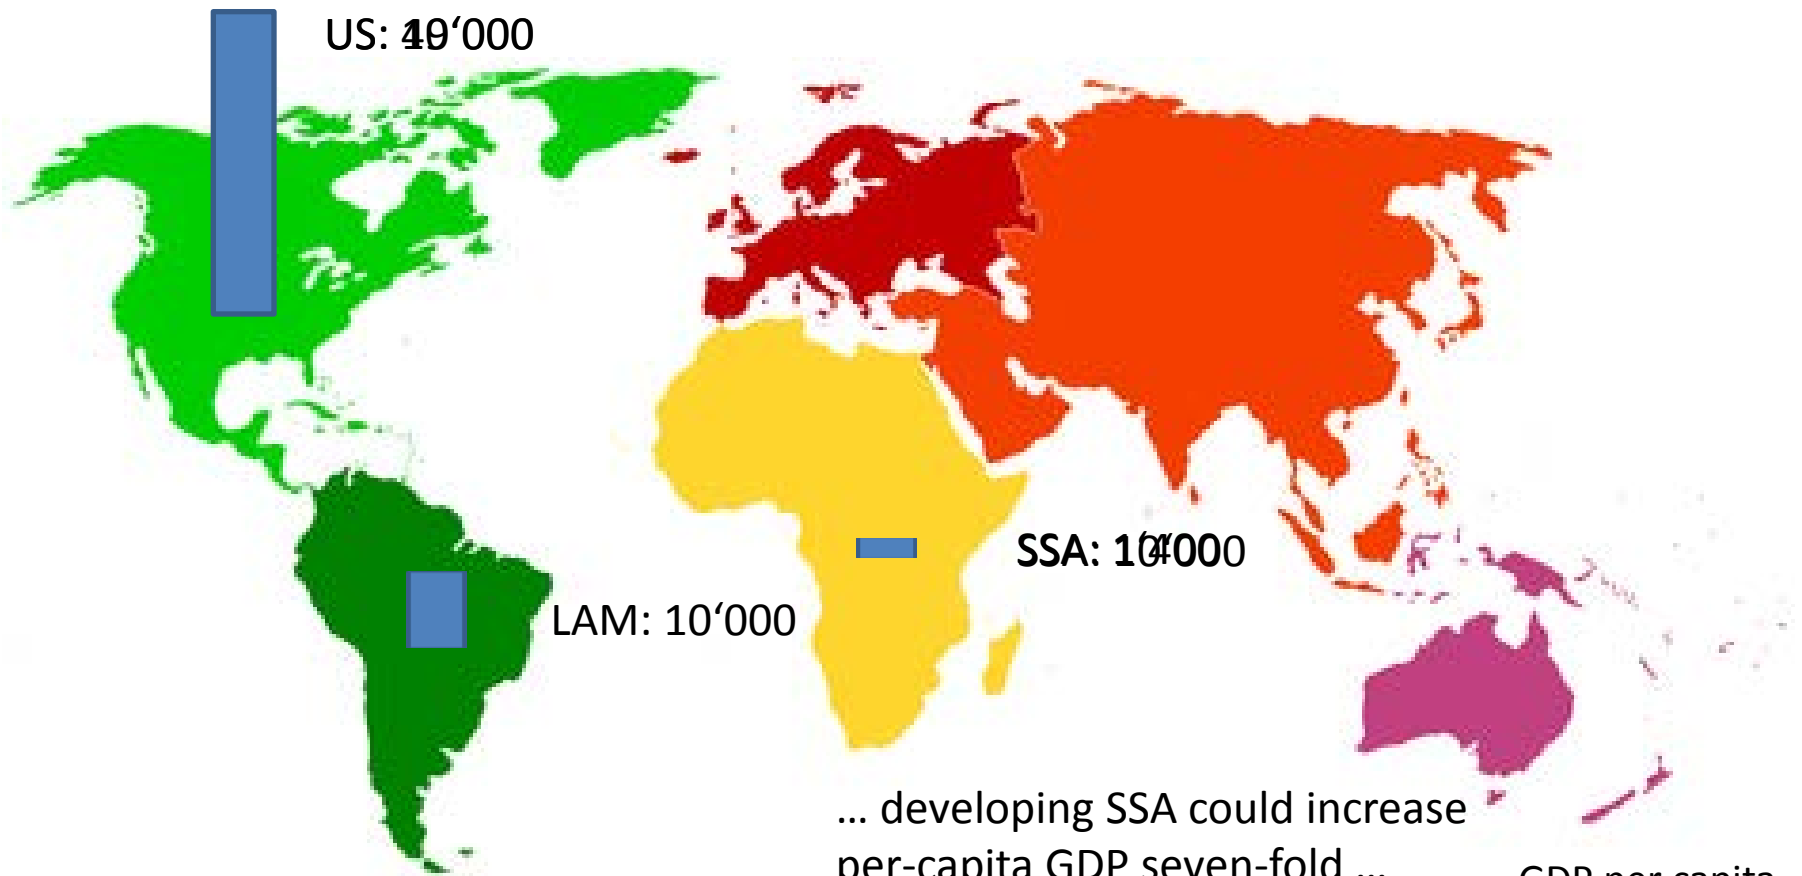 US:
LAM: 10‘000
SSA:
… developing SSA could increase
per-capita GDP seven-fold …
GDP per capita